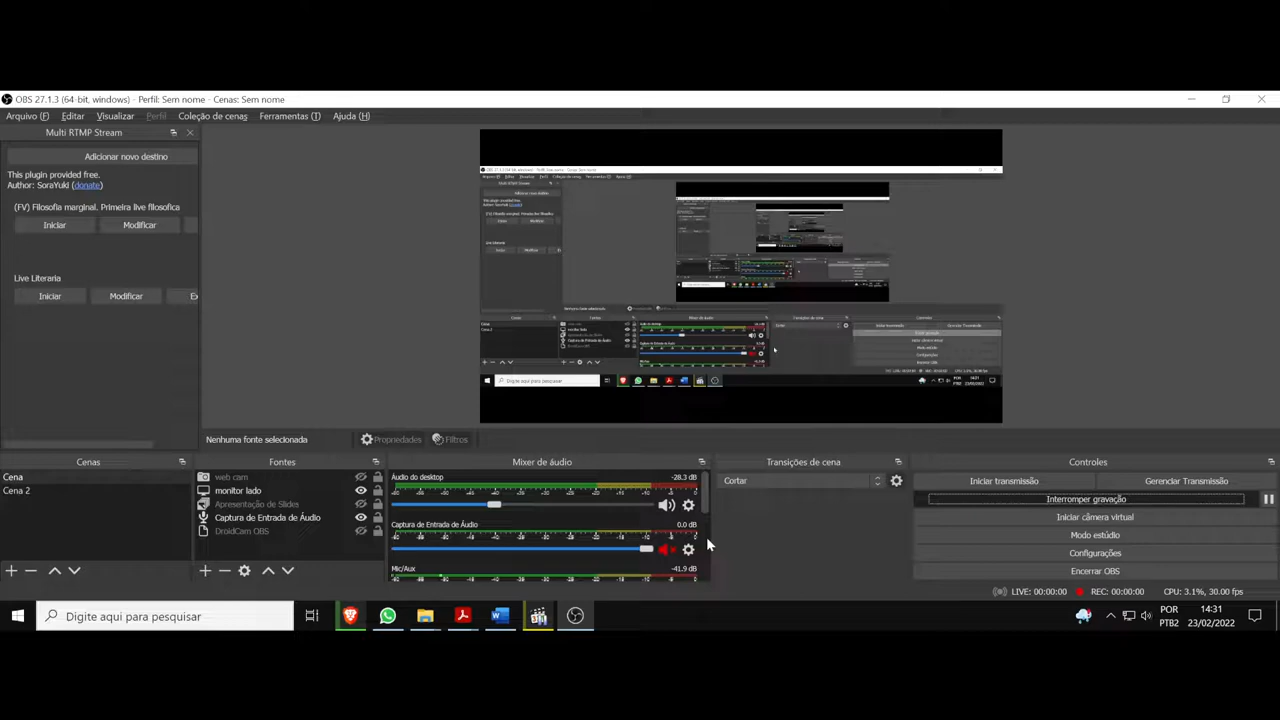 OBS 27.1.3 (64-bit, windows) - Perfil: Sem nome - Cenas: Sem nome
Arquivo (F) Editar Visualizar Perfil Coleção de cenas Ferramentas (T) Ajuda (H)
Multi RTMP Stream
Adicionar novo destino
This plugin provided free.
Author: SoraYuki (donate)
(FV) Filosofia marginal. Primeira live filosofica
Iniciar Modificar
Live Literaria
Iniciar Modificar Ex
Nenhuma fonte selecionada Propriedades Filtros
Cenas Fontes Mixer de áudio Transições de cena Controles
Cena
Cena 2
web cam
monitor lado
Apresentação de Slides
Captura de Entrada de Áudio
DroidCam OBS
Áudio do desktop -28.3 dB
Captura de Entrada de Áudio 0.0 dB
Mic/Aux -41.9 dB
Cortar
Iniciar transmissão Gerenciar Transmissão
Interromper gravação
Iniciar câmera virtual
Modo estúdio
Configurações
Encerrar OBS
LIVE: 00:00:00 REC: 00:00:00 CPU: 3.1%, 30.00 fps
Digite aqui para pesquisar
POR 14:31
PTB2 23/02/2022